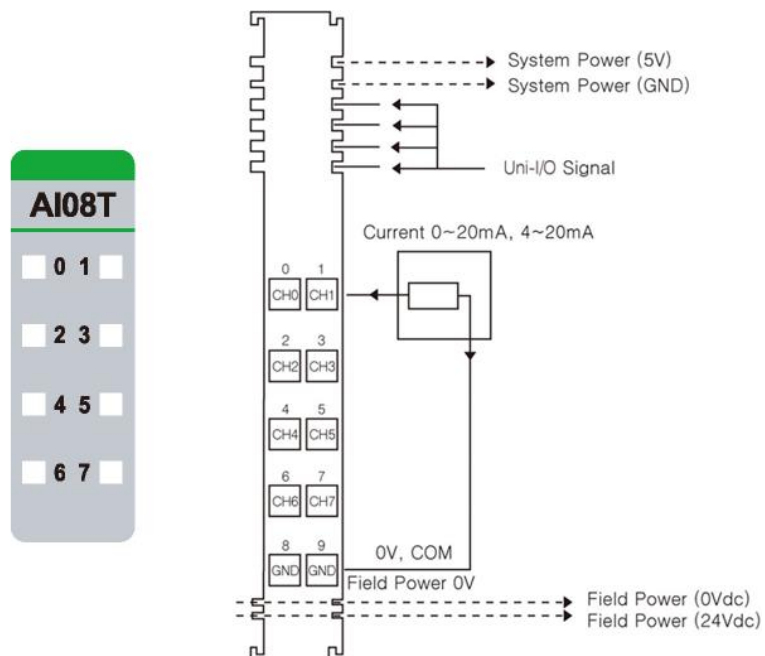 AI08T
0 1
2 3
4 5
6 7
System Power (5V)
System Power (GND)
Uni-I/O Signal
Current 0~20mA, 4~20mA
0 1
CH0 CH1
2 3
CH2 CH3
4 5
CH4 CH5
6 7
CH6 CH7
8 9
GND GND
0V, COM
Field Power 0V
Field Power (0Vdc)
Field Power (24Vdc)